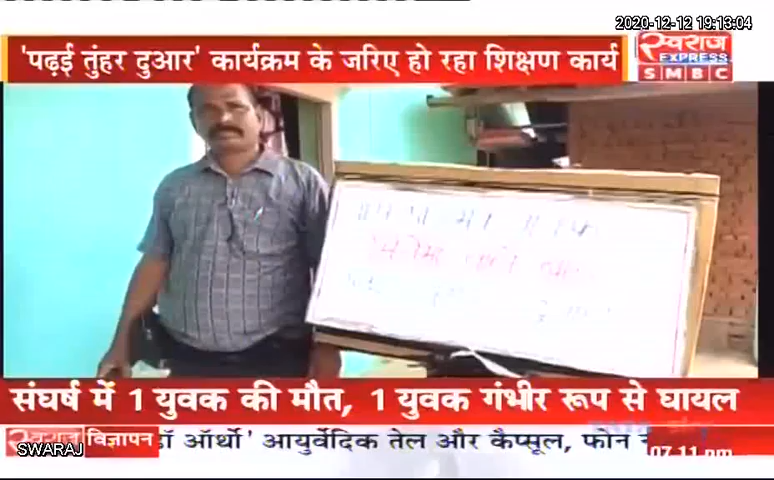 2020-12-12 19:13:04
'पढ़ई तुंहर दुआर' कार्यक्रम के जरिए हो रहा शिक्षण कार्य
स्वराज
EXPRESS
SMBC
संघर्ष में 1 युवक की मौत, 1 युवक गंभीर रूप से घायल
स्वराज विज्ञापन
SWARAJ
ऑर्थो' आयुर्वेदिक तेल और कैप्सूल, फोन
07.11 pm